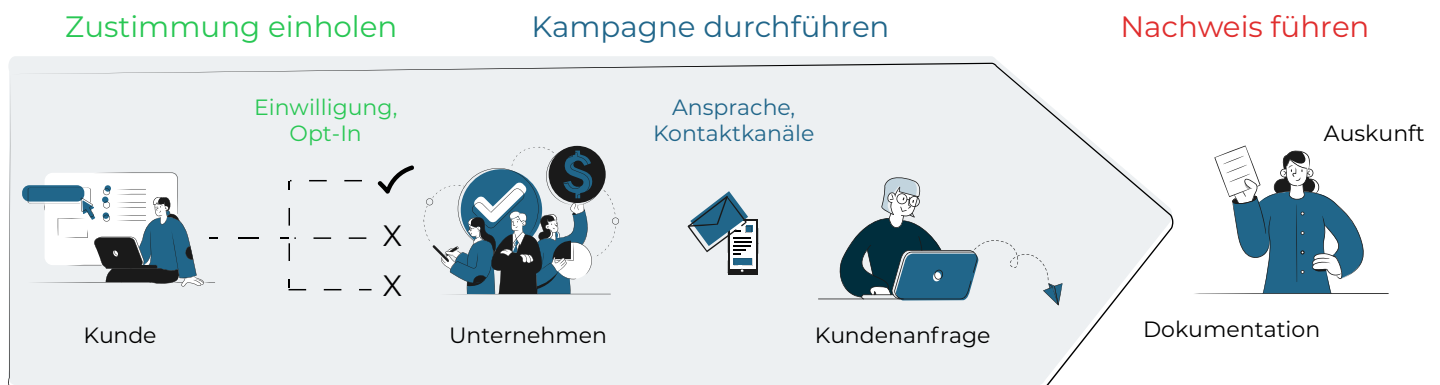 Zustimmung einholen
Kampagne durchführen
Nachweis führen
Einwilligung,
Opt-In
Ansprache,
Kontaktkanäle
Auskunft
$
X
X
Kunde
Unternehmen
Kundenanfrage
Dokumentation